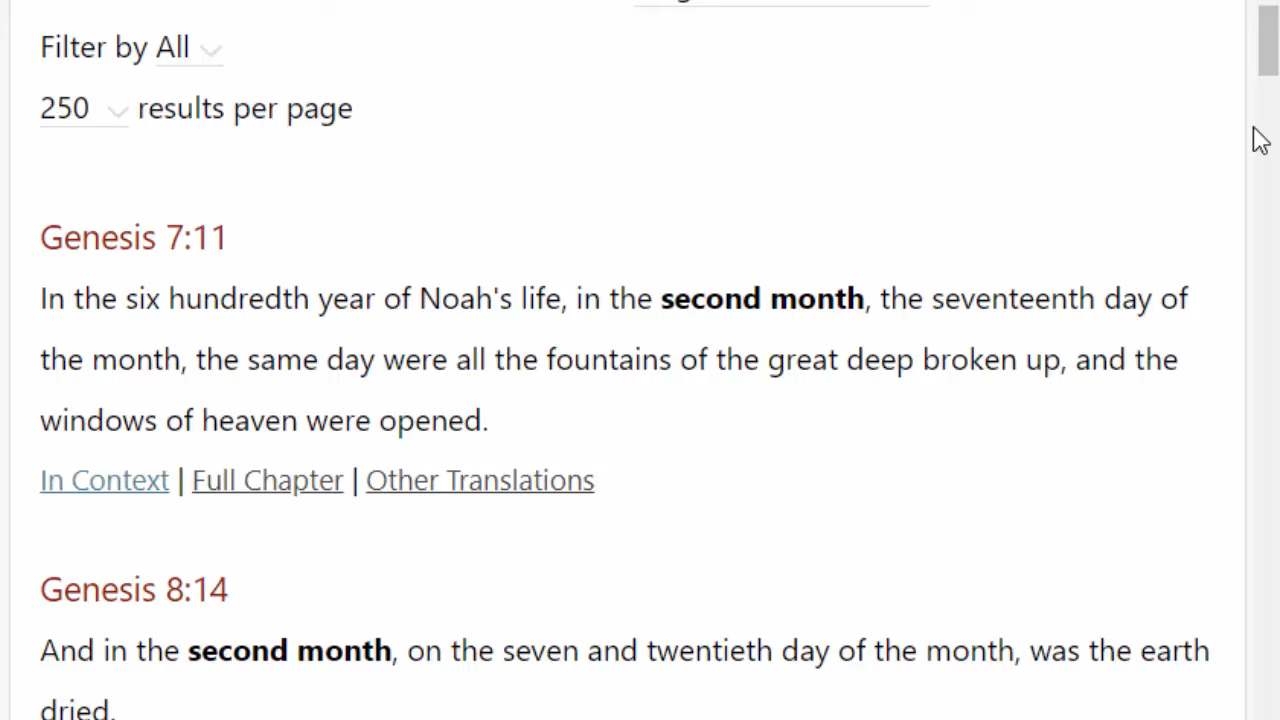 Filter by All
250 results per page
Genesis 7:11
In the six hundredth year of Noah's life, in the second month, the seventeenth day of
the month, the same day were all the fountains of the great deep broken up, and the
windows of heaven were opened.
In Context | Full Chapter | Other Translations
Genesis 8:14
And in the second month, on the seven and twentieth day of the month, was the earth
dried.